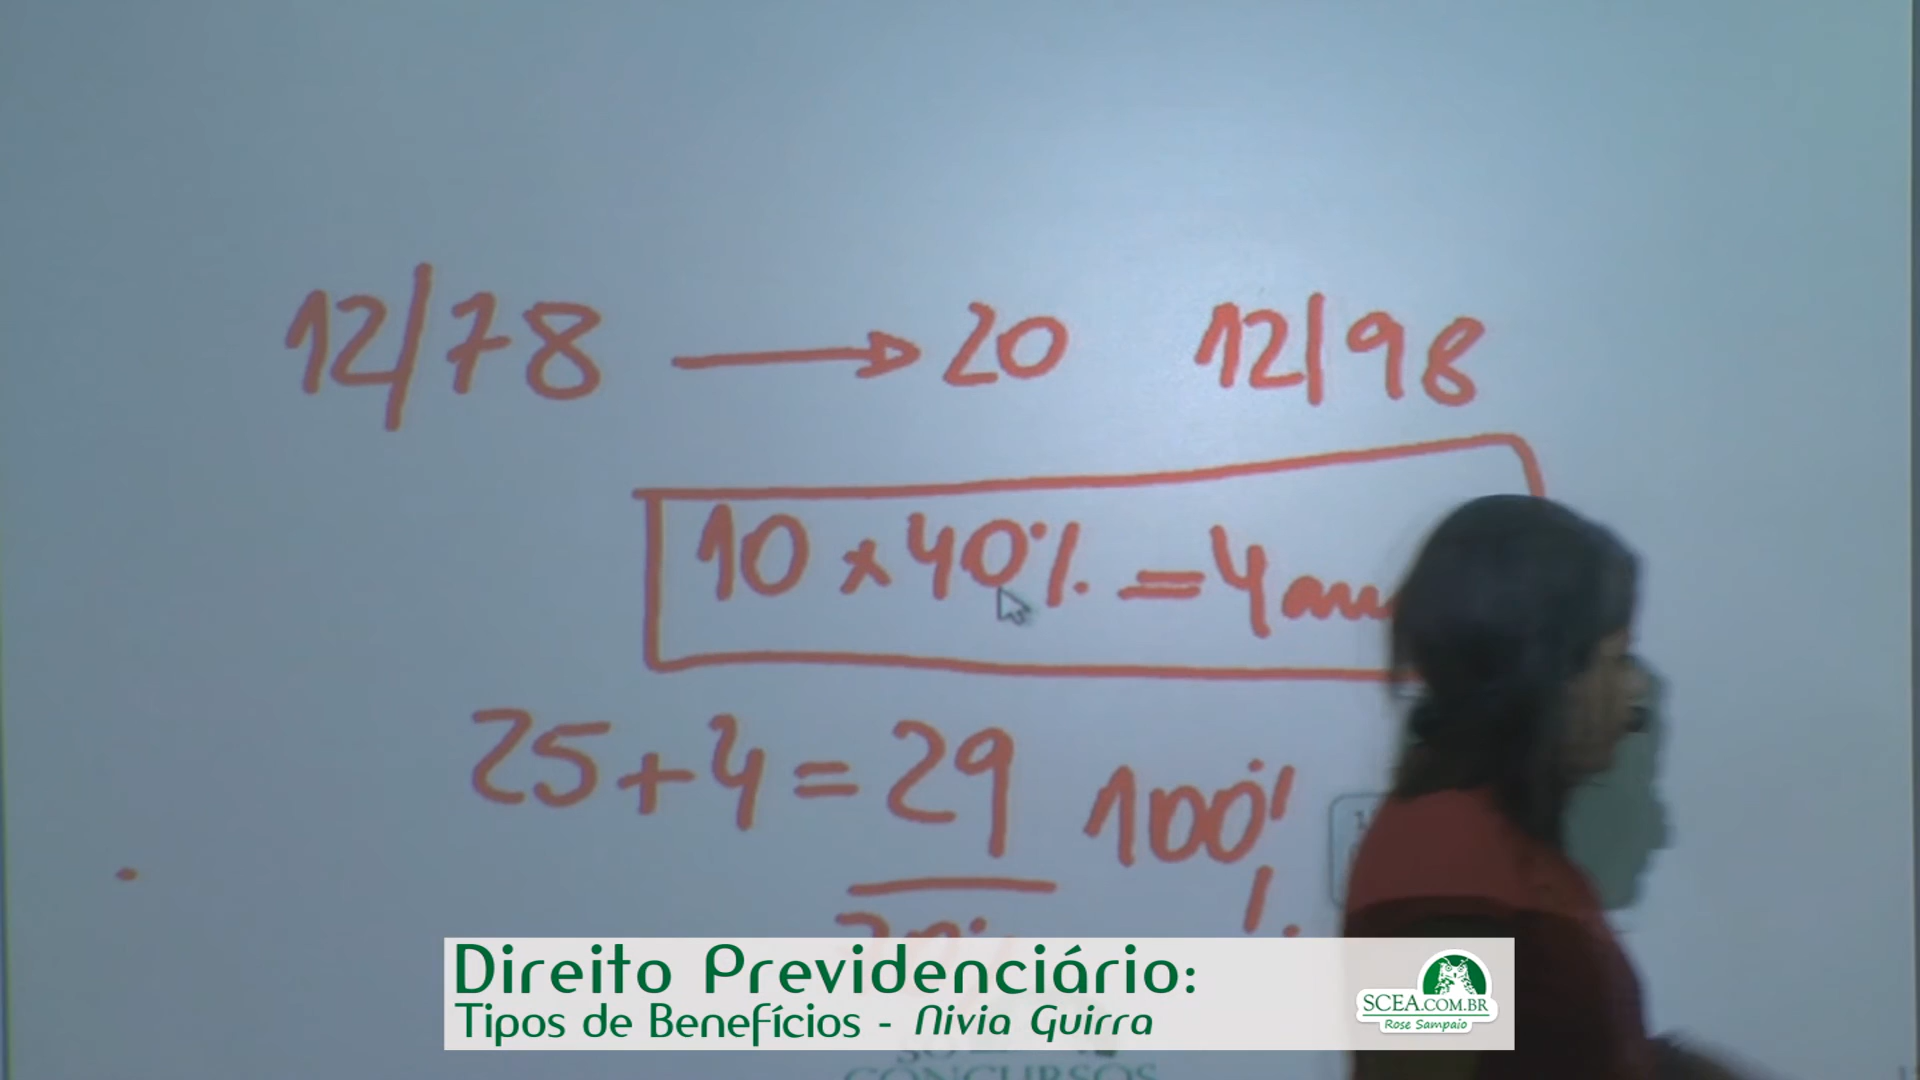 12/78 → 20 12/98
10 x 40% = 4
25 + 4 = 29 100%
Direito Previdenciário:
Tipos de Benefícios - Nivia Guirra
SCEA.COM.BR
Rose Sampaio
CONCURSOS